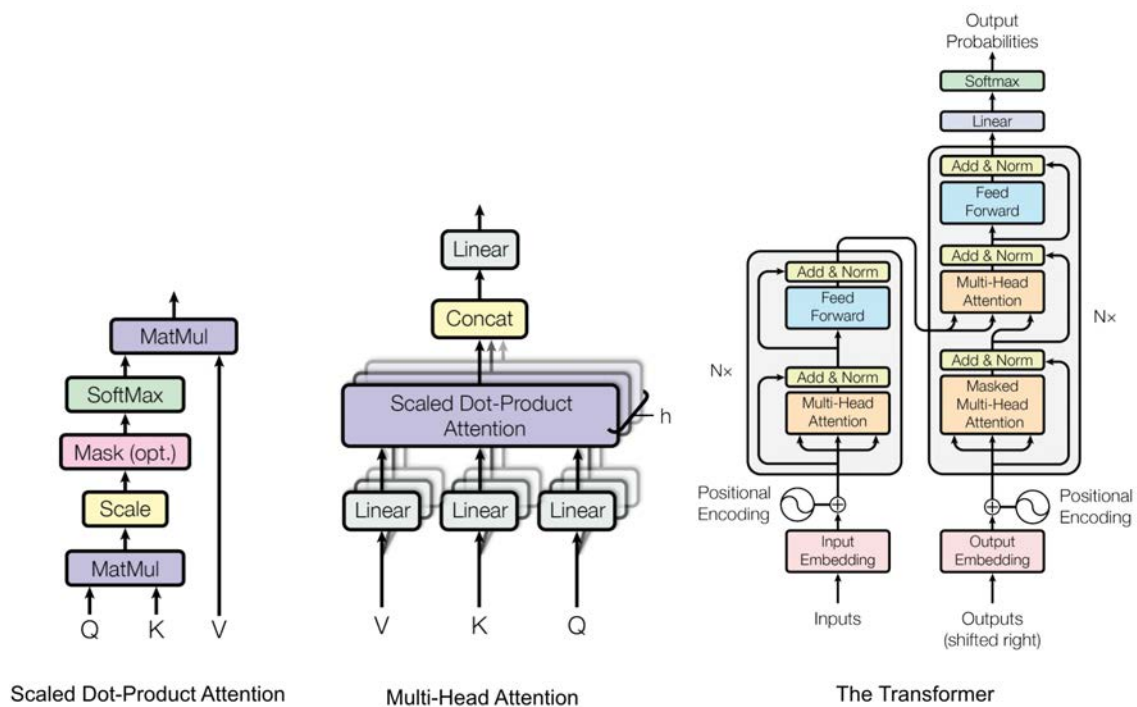 MatMul
SoftMax
Mask (opt.)
Scale
MatMul
Q K V
Scaled Dot-Product Attention
Linear
Concat
Scaled Dot-Product
Attention
h
Linear Linear Linear
V K Q
Multi-Head Attention
Output
Probabilities
Softmax
Linear
Add & Norm
Feed
Forward
Add & Norm
Multi-Head
Attention
N×
Add & Norm
Masked
Multi-Head
Attention
Add & Norm
Feed
Forward
N×
Add & Norm
Multi-Head
Attention
Positional
Encoding
Positional
Encoding
Input
Embedding
Output
Embedding
Inputs
Outputs
(shifted right)
The Transformer